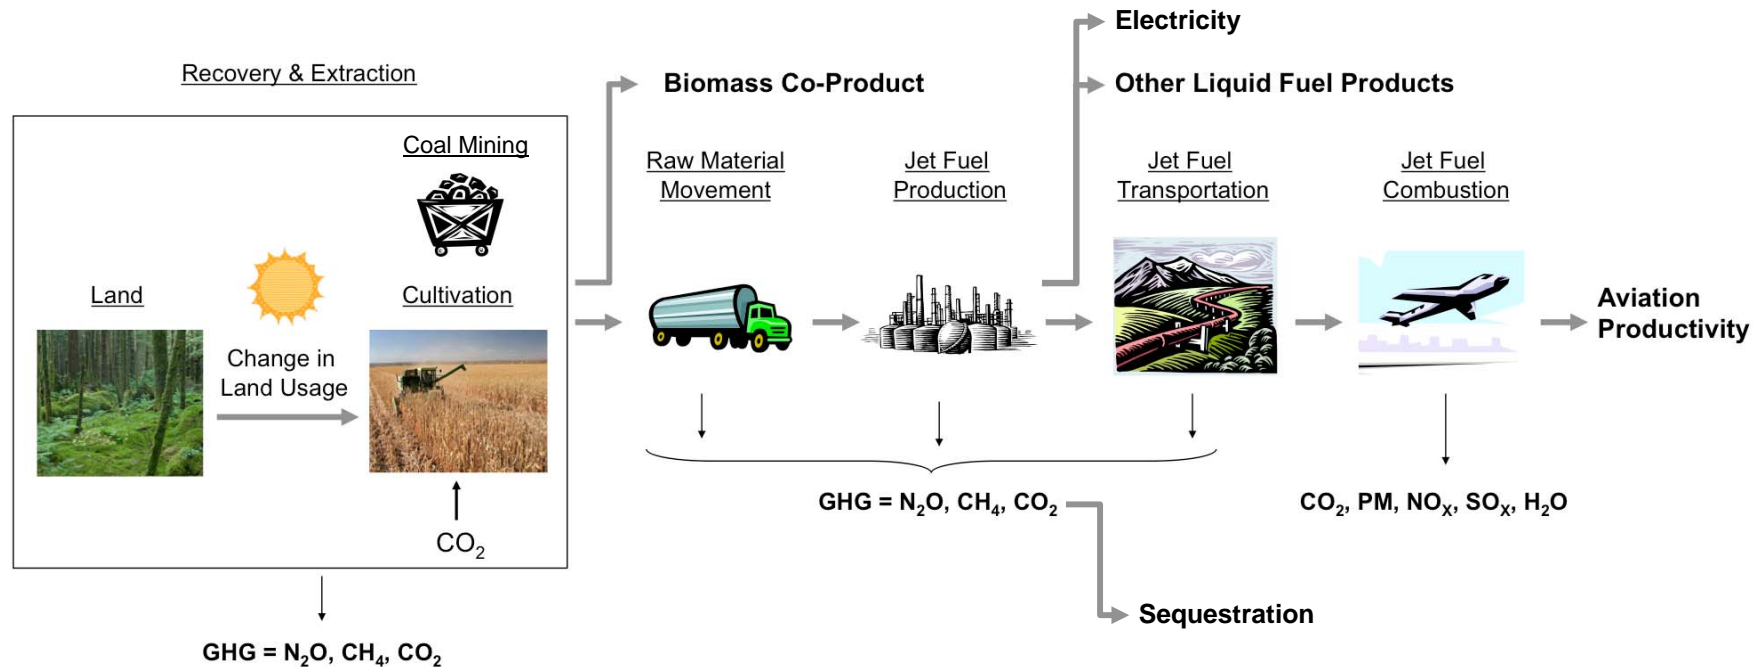 Electricity
Recovery & Extraction
Biomass Co-Product
Other Liquid Fuel Products
Coal Mining
Raw Material
Movement
Jet Fuel
Production
Jet Fuel
Transportation
Jet Fuel
Combustion
Land
Cultivation
Change in
Land Usage
Aviation
Productivity
CO₂
GHG = N₂O, CH₄, CO₂
CO₂, PM, NOₓ, SOₓ, H₂O
Sequestration
GHG = N₂O, CH₄, CO₂